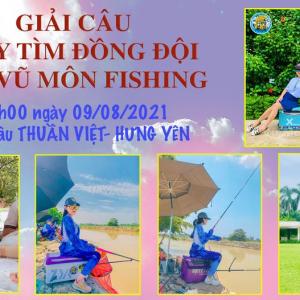 GIẢI CÂU
Y TÌM ĐỒNG ĐỘI
VŨ MÔN FISHING
h00 ngày 09/08/2021
âu THUẦN VIỆT- HƯNG YÊN